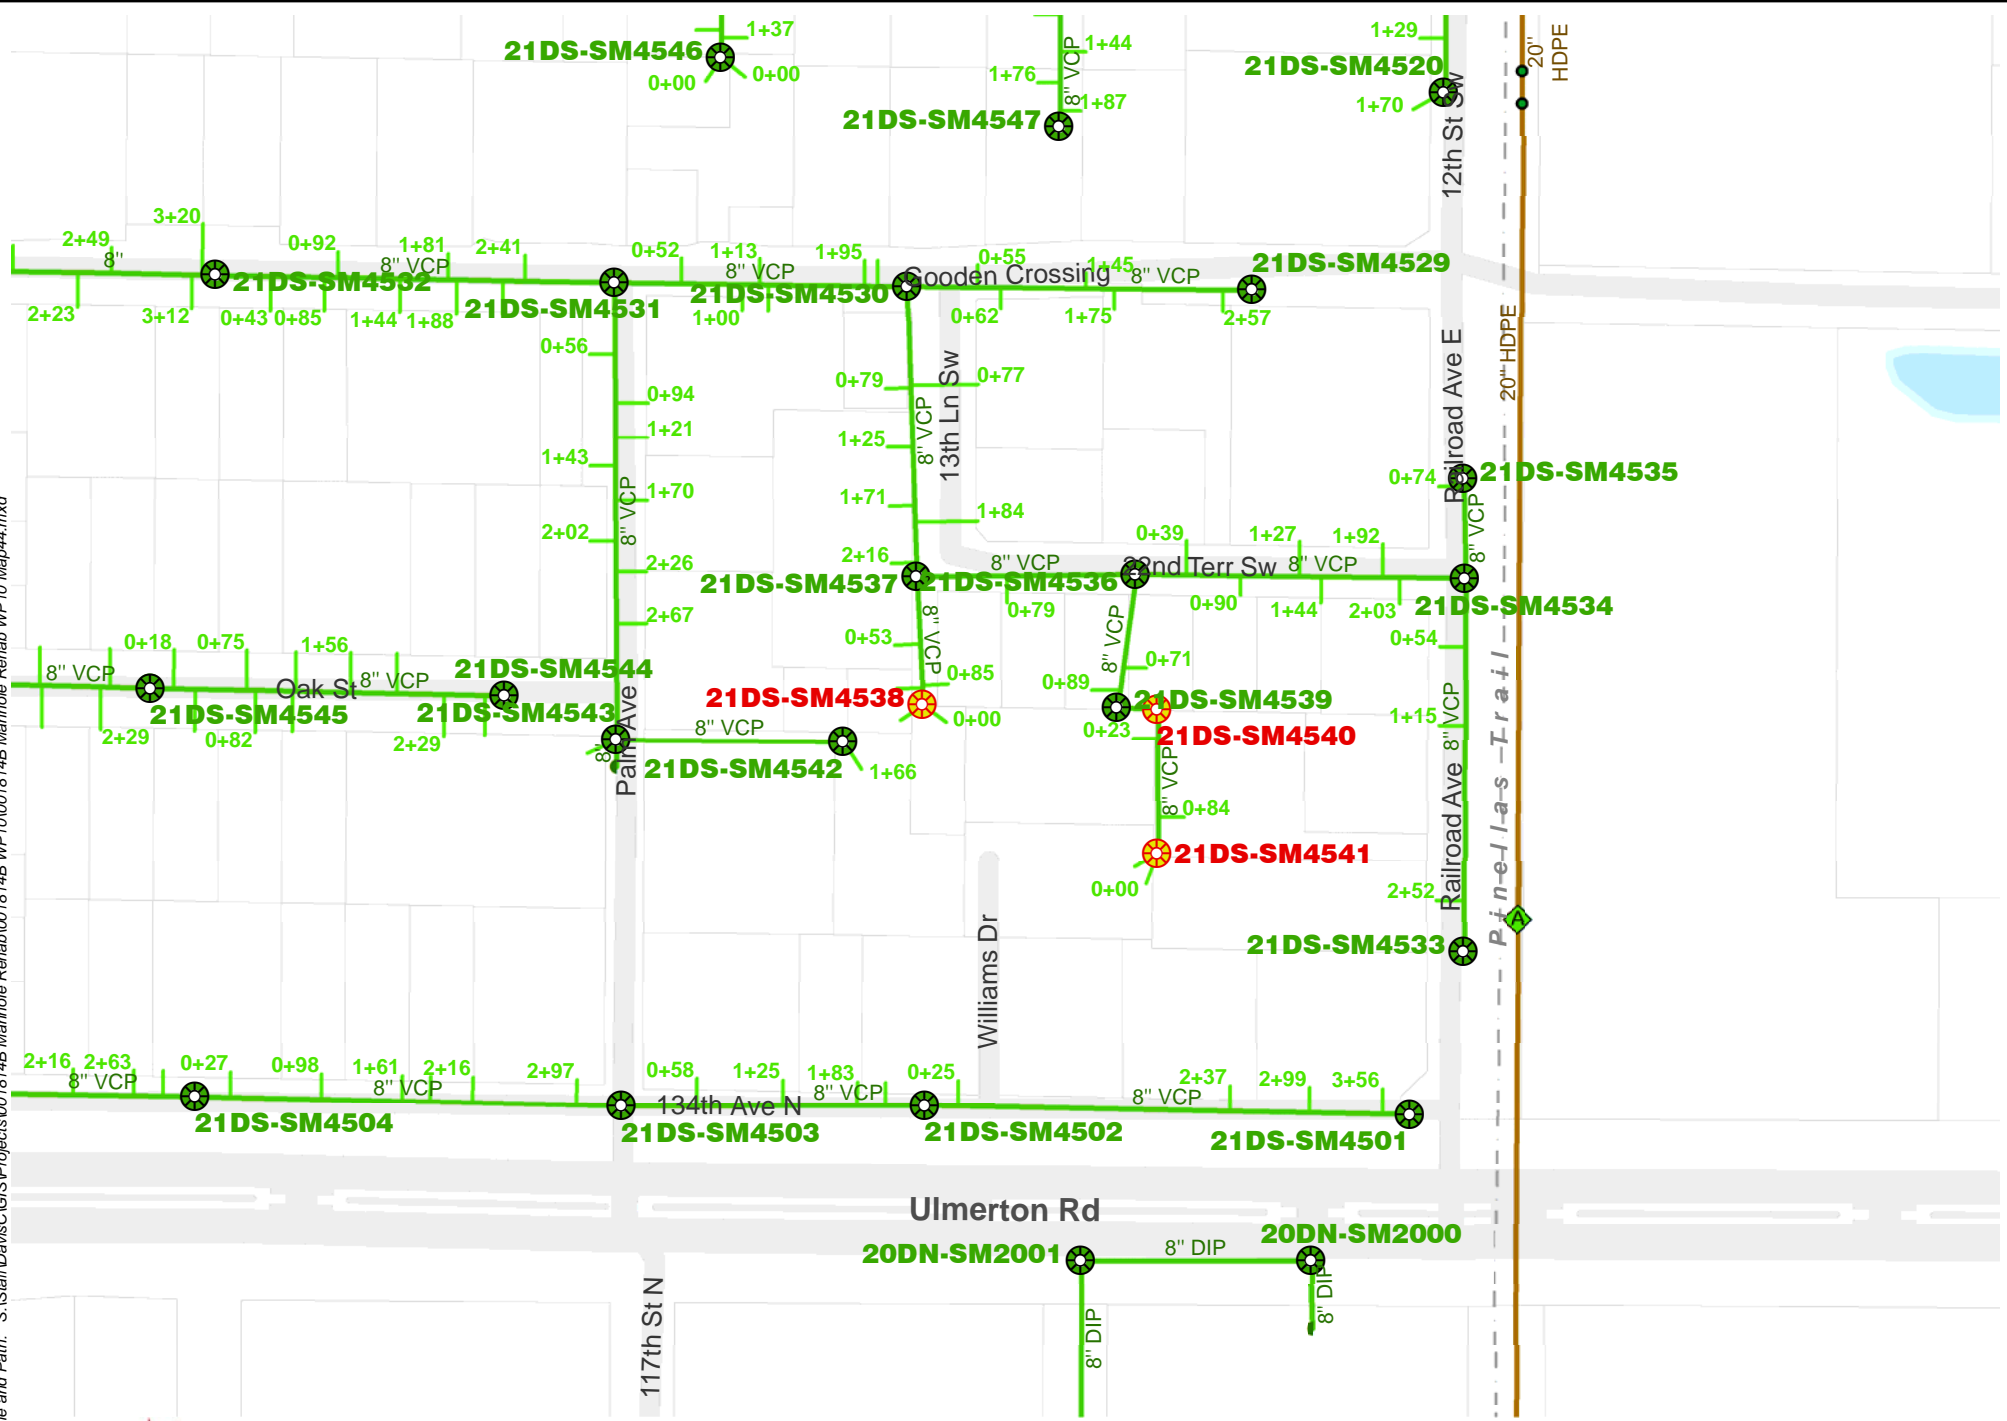 1+37
21DS-SM4546
0+00
0+00
1+44
1+76
8" VCP
1+87
21DS-SM4547
1+29
21DS-SM4520
1+70
12th St Sw
20"
HDPE
3+20
2+49
8"
0+92
1+81
8" VCP
2+41
0+52
1+13
8" VCP
1+95
0+55
Gooden Crossing
1+45
8" VCP
21DS-SM4529
21DS-SM4532
21DS-SM4531
21DS-SM4530
2+23
3+12
0+43
0+85
1+44
1+88
1+00
0+62
1+75
2+57
0+56
0+94
1+21
1+43
1+70
8" VCP
2+02
2+26
2+67
0+79
0+77
1+25
8" VCP
13th Ln Sw
1+71
1+84
2+16
Railroad Ave E
20" HDPE
0+74
21DS-SM4535
8" VCP
0+39
1+27
1+92
8" VCP
22nd Terr Sw
8" VCP
21DS-SM4537
21DS-SM4536
0+79
0+90
1+44
2+03
21DS-SM4534
0+53
8" VCP
8" VCP
0+71
0+54
0+85
0+89
0+18
0+75
1+56
8" VCP
Oak St
8" VCP
21DS-SM4544
21DS-SM4545
21DS-SM4543
2+29
0+82
2+29
8"
Palm Ave
8" VCP
21DS-SM4542
1+66
21DS-SM4538
0+00
21DS-SM4539
0+23
21DS-SM4540
8" VCP
0+84
21DS-SM4541
0+00
1+15
8" VCP
Railroad Ave
Pinellas Trail
2+52
A
21DS-SM4533
Williams Dr
2+16
2+63
8" VCP
0+27
0+98
1+61
8" VCP
2+16
2+97
0+58
1+25
1+83
8" VCP
0+25
8" VCP
2+37
2+99
3+56
134th Ave N
21DS-SM4504
21DS-SM4503
21DS-SM4502
21DS-SM4501
Ulmerton Rd
20DN-SM2001
8" DIP
20DN-SM2000
8" DIP
8" DIP
117th St N